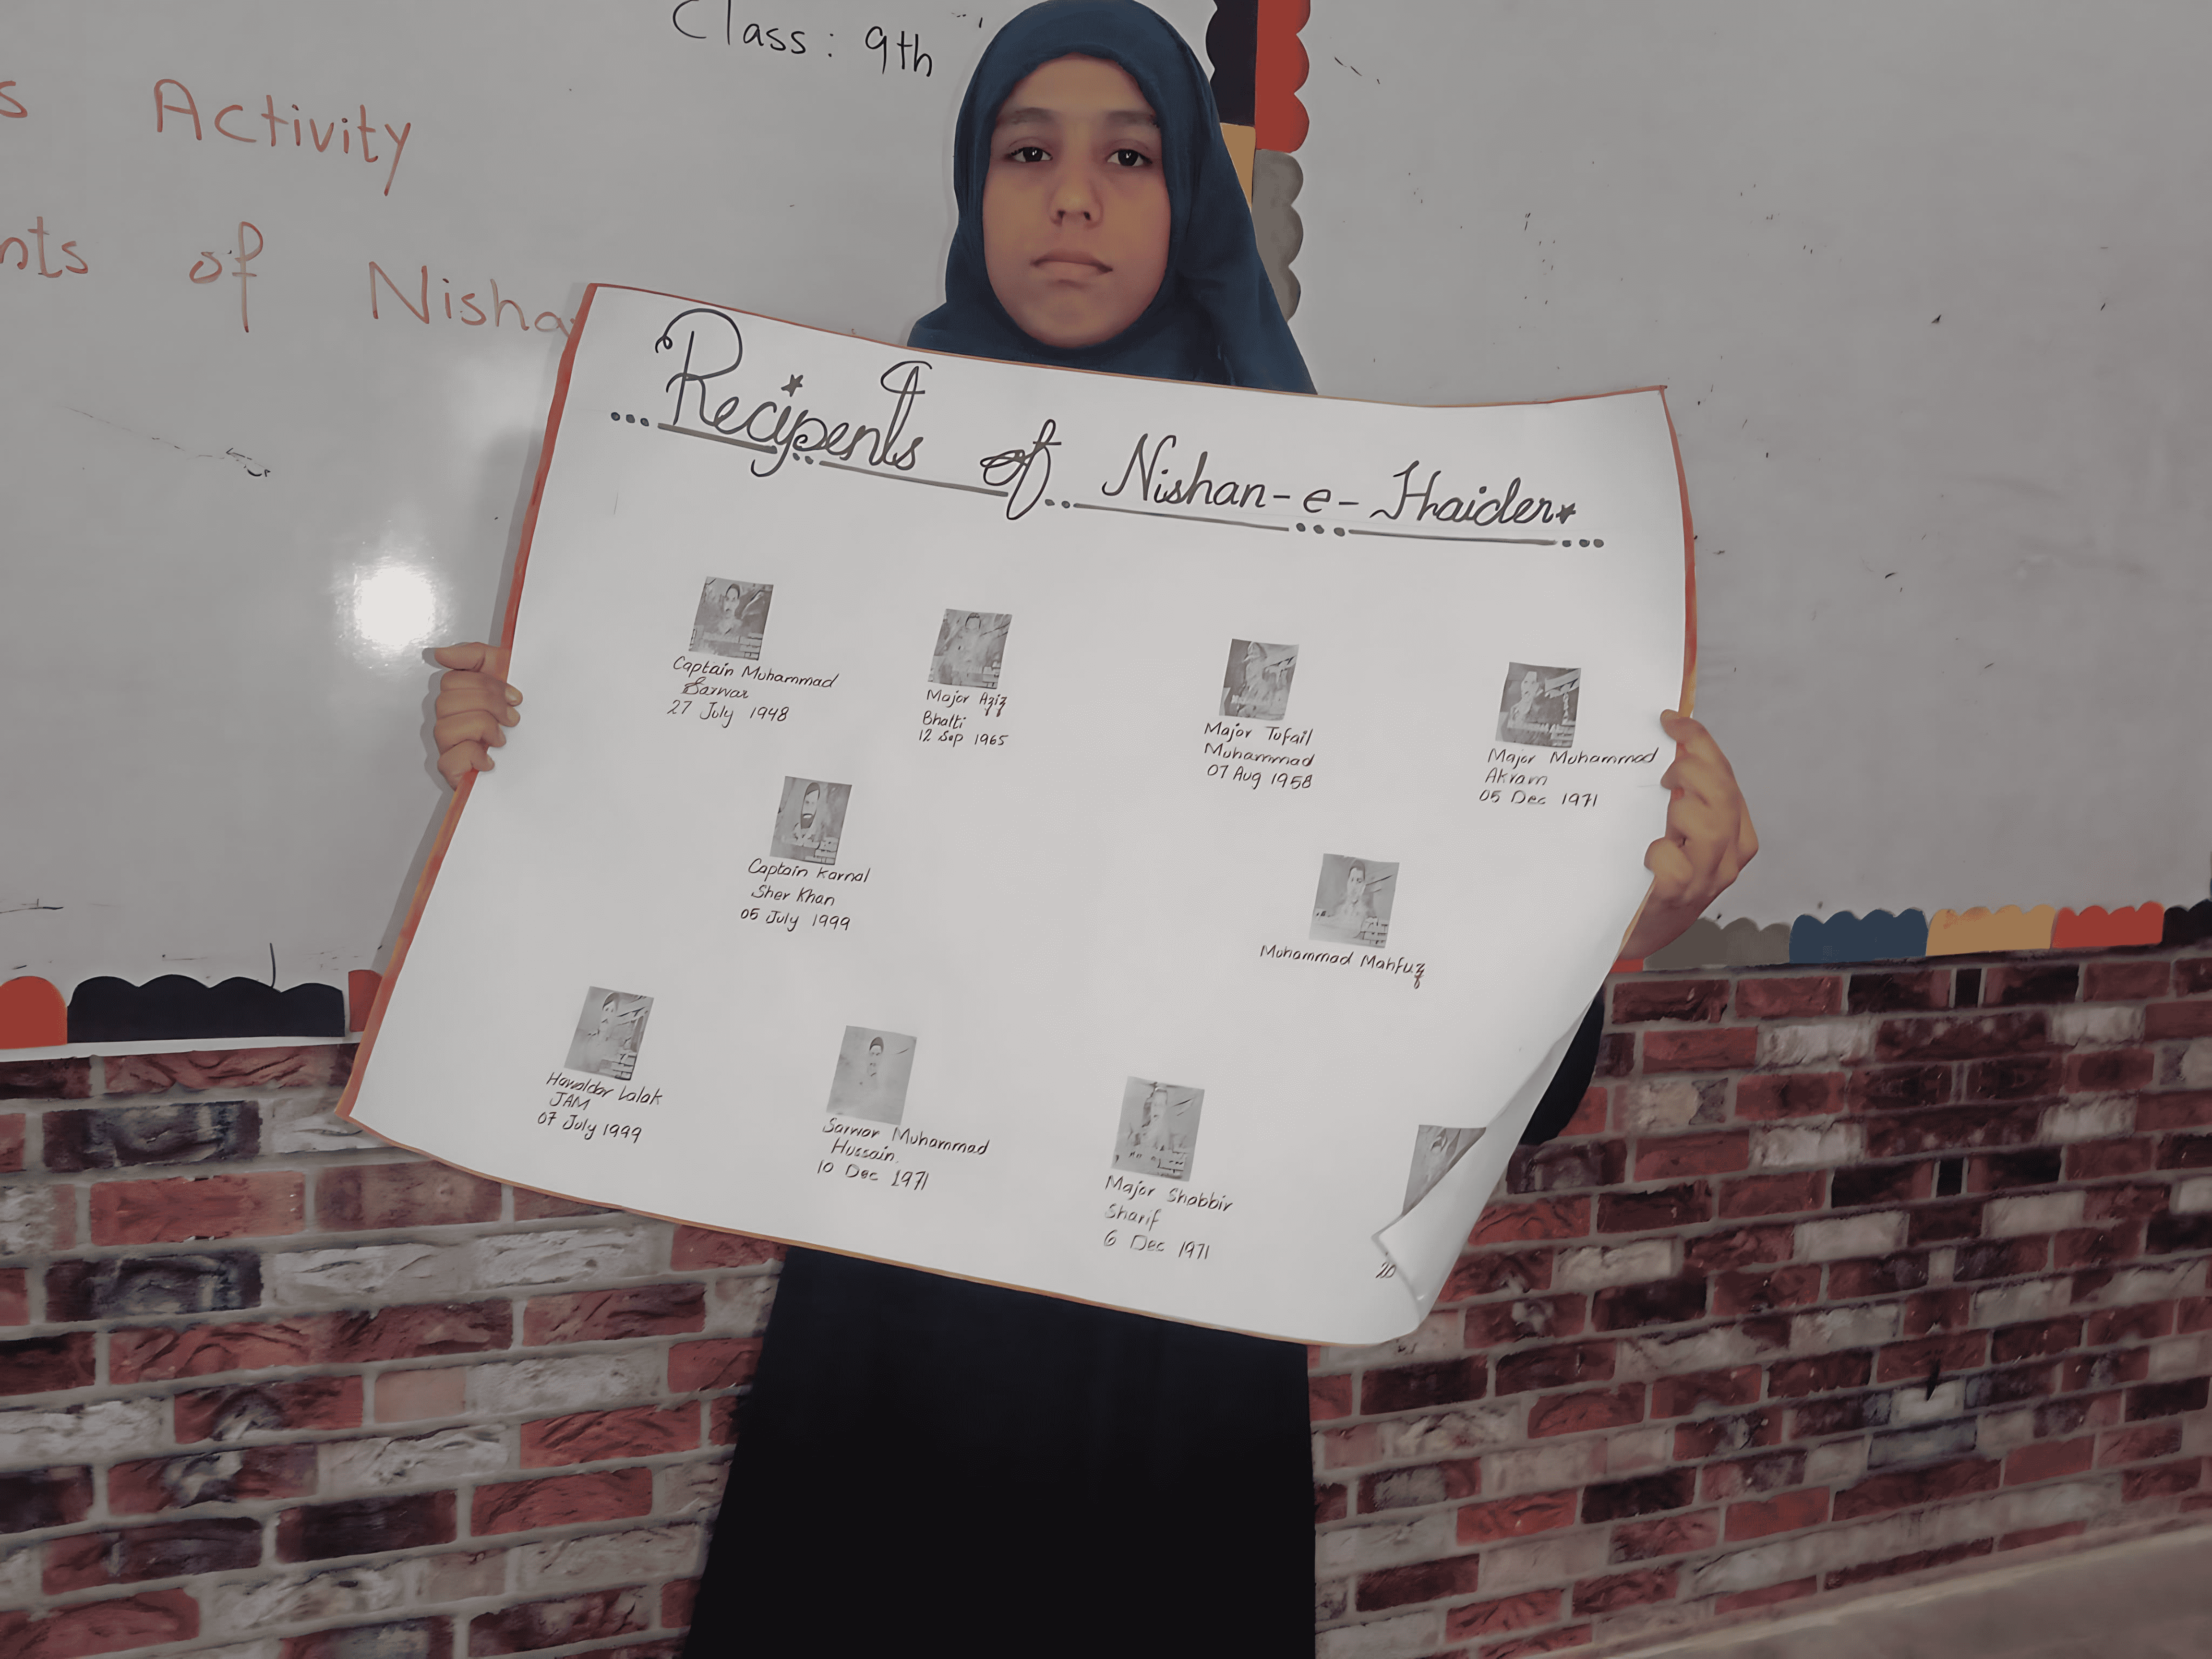 Class: 9th
s Activity
nts of Nisha
Recipents of Nishan-e-Haider
Captain Muhammad
Sarwar
27 July 1948
Major Aziz
Bhatti
12 Sep 1965
Major Tufail
Muhammad
07 Aug 1958
Major Muhammad
Akram
05 Dec 1971
Captain Karnal
Sher Khan
05 July 1999
Muhammad Mahfuz
Hawaldar Lalak
JAM
07 July 1999
Sarwar Muhammad
Hussain
10 Dec 1971
Major Shabbir
Sharif
6 Dec 1971
20